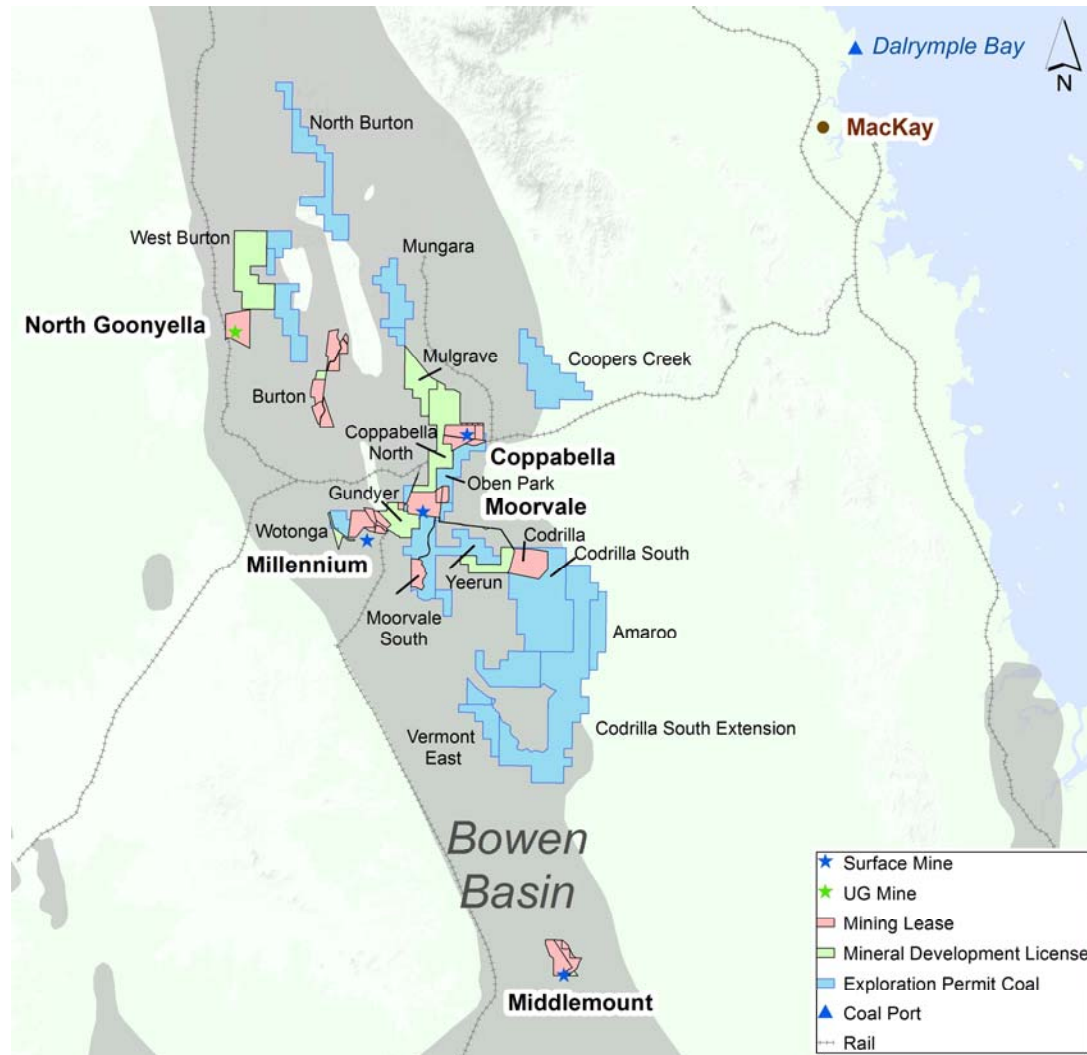 Dalrymple Bay
N
MacKay
North Burton
West Burton
Mungara
North Goonyella
Mulgrave
Coopers Creek
Burton
Coppabella
North
Coppabella
Oben Park
Gundyer
Moorvale
Wotonga
Codrilla
Codrilla South
Millennium
Yeerun
Moorvale
South
Amaroo
Codrilla South Extension
Vermont
East
Bowen
Basin
Middlemount
Surface Mine
UG Mine
Mining Lease
Mineral Development License
Exploration Permit Coal
Coal Port
Rail